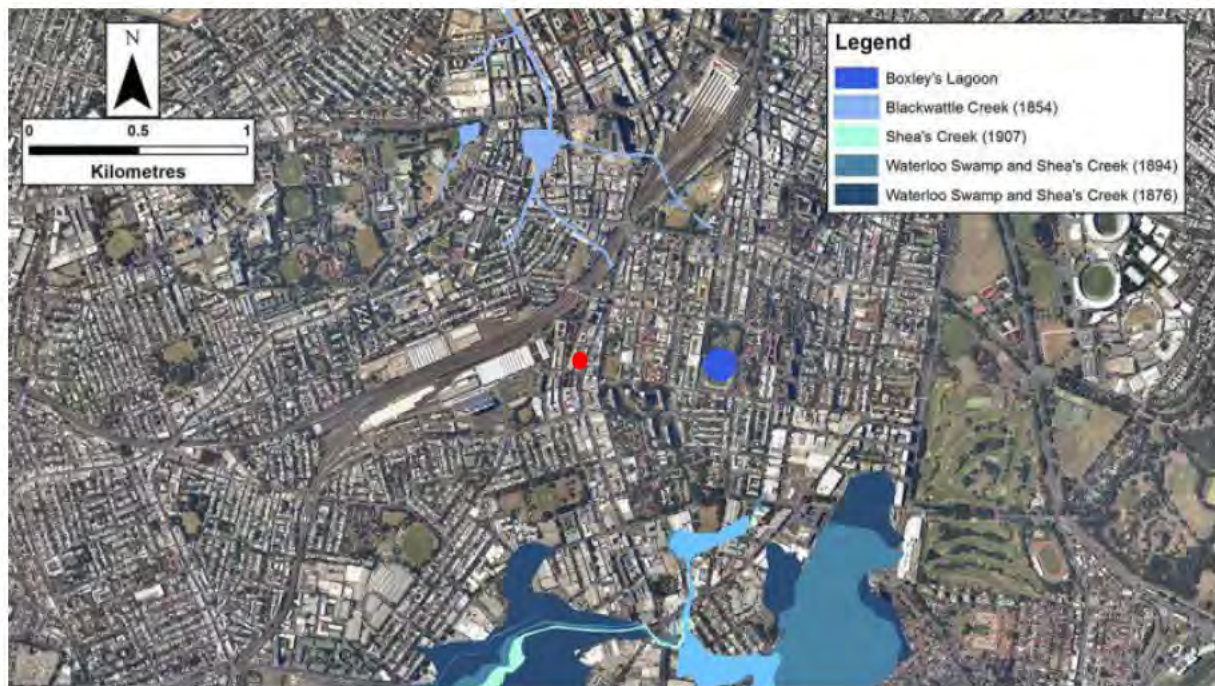 N
0 0.5 1
Kilometres
Legend
Boxley's Lagoon
Blackwattle Creek (1854)
Shea's Creek (1907)
Waterloo Swamp and Shea's Creek (1894)
Waterloo Swamp and Shea's Creek (1876)